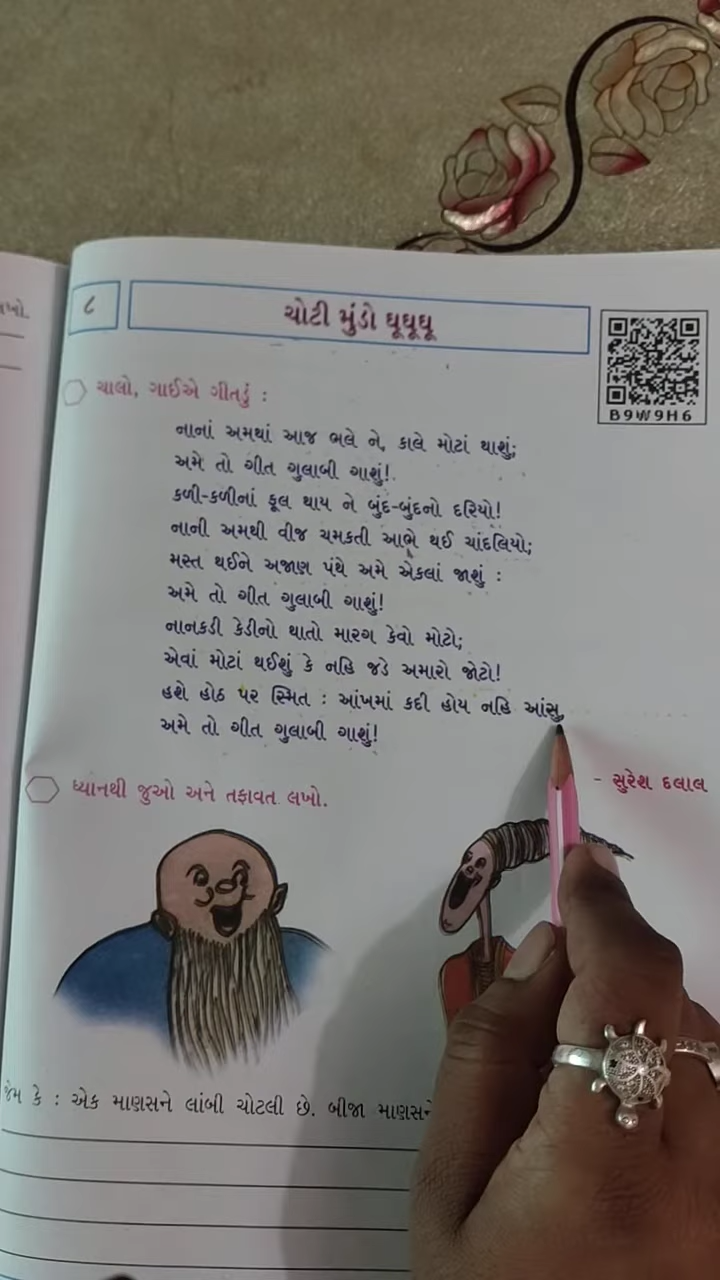 ખો.
૮
ચોટી મુંડો ઘૂઘૂઘૂ
B9W9H6
ચાલો, ગાઈએ ગીતડું :
નાનાં અમથાં આજ ભલે ને, કાલે મોટાં થાશું;
અમે તો ગીત ગુલાબી ગાશું!
કળી-કળીનાં ફૂલ થાય ને બુંદ-બુંદનો દરિયો!
નાની અમથી વીજ ચમકતી આભે થઈ ચાંદલિયો;
મસ્ત થઈને અજાણ પંથે અમે એકલાં જાશું :
અમે તો ગીત ગુલાબી ગાશું!
નાનકડી કેડીનો થાતો મારગ કેવો મોટો;
એવાં મોટાં થઈશું કે નહિ જડે અમારો જોટો!
હશે હોઠ પર સ્મિત : આંખમાં કદી હોય નહિ આંસુ,
અમે તો ગીત ગુલાબી ગાશું!
- સુરેશ દલાલ
ધ્યાનથી જુઓ અને તફાવત લખો.
જેમ કે : એક માણસને લાંબી ચોટલી છે. બીજા માણસને